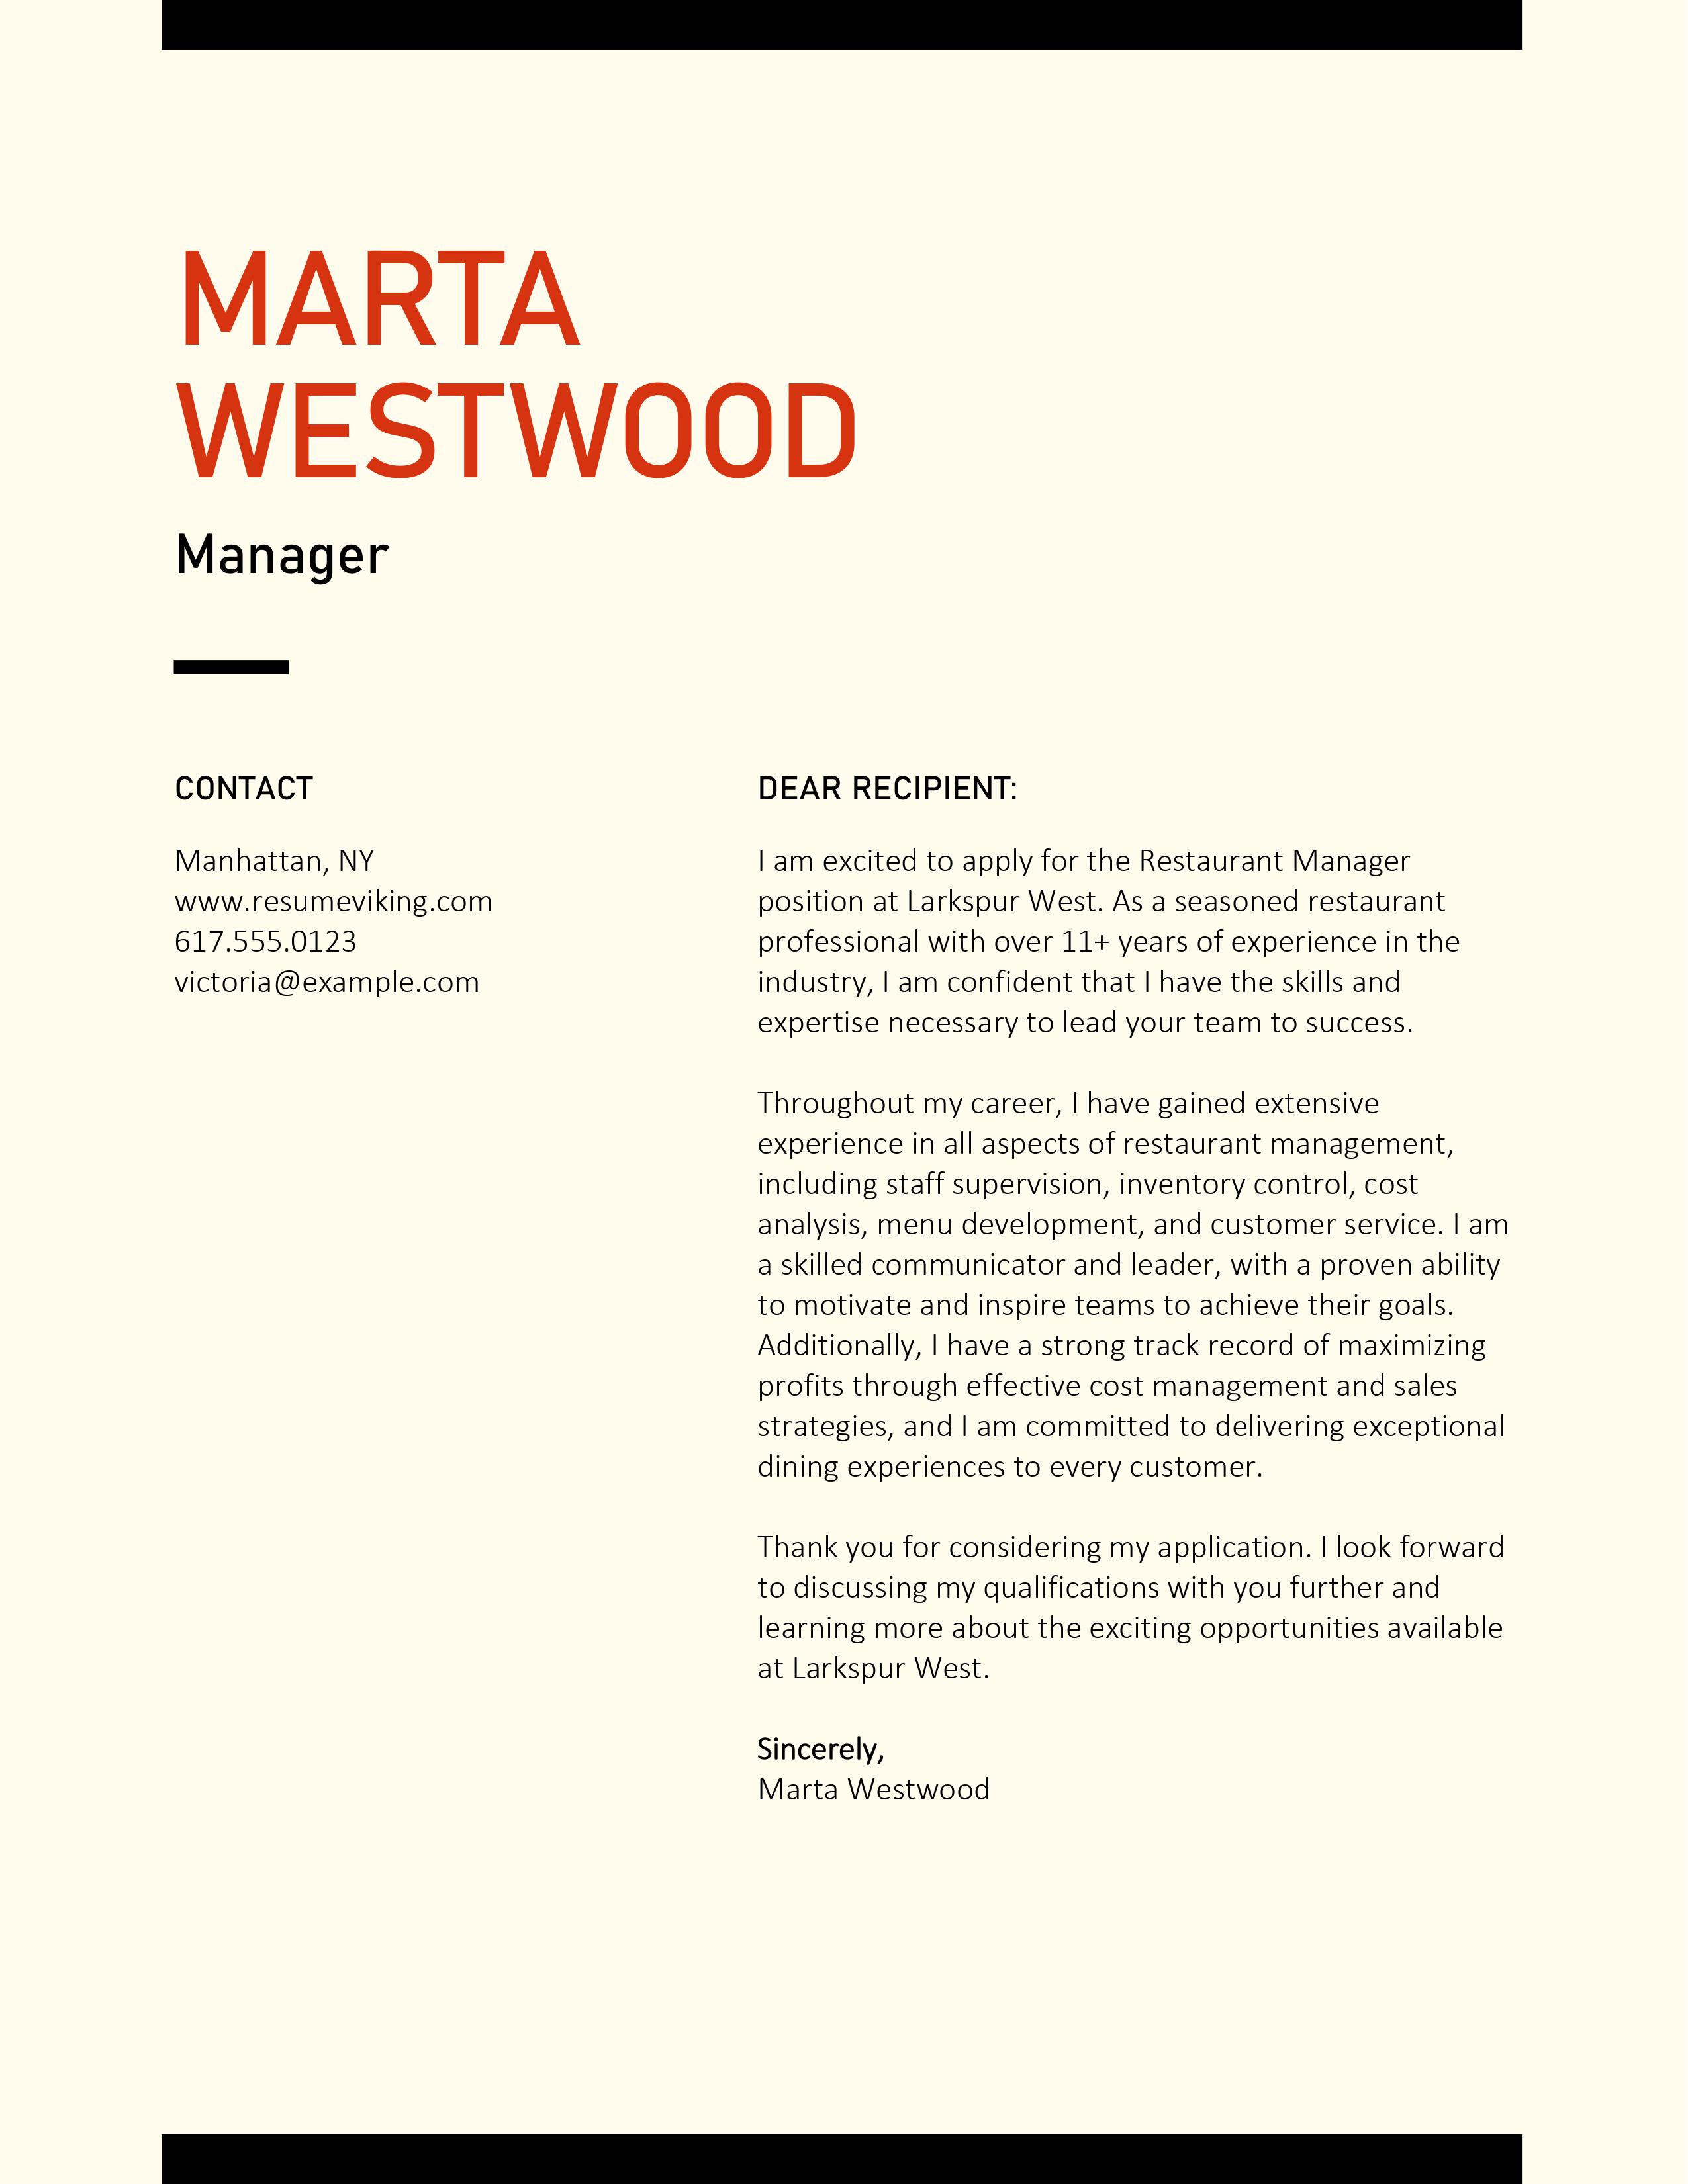 MARTA
WESTWOOD
Manager
CONTACT
Manhattan, NY
www.resumeviking.com
617.555.0123
victoria@example.com
DEAR RECIPIENT:
I am excited to apply for the Restaurant Manager
position at Larkspur West. As a seasoned restaurant
professional with over 11+ years of experience in the
industry, I am confident that I have the skills and
expertise necessary to lead your team to success.
Throughout my career, I have gained extensive
experience in all aspects of restaurant management,
including staff supervision, inventory control, cost
analysis, menu development, and customer service. I am
a skilled communicator and leader, with a proven ability
to motivate and inspire teams to achieve their goals.
Additionally, I have a strong track record of maximizing
profits through effective cost management and sales
strategies, and I am committed to delivering exceptional
dining experiences to every customer.
Thank you for considering my application. I look forward
to discussing my qualifications with you further and
learning more about the exciting opportunities available
at Larkspur West.
Sincerely,
Marta Westwood